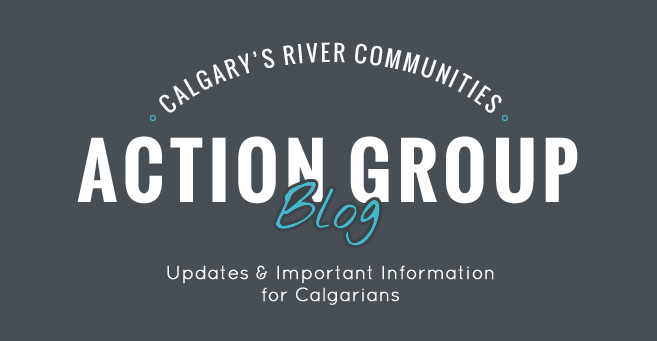 CALGARY'S RIVER COMMUNITIES
ACTION GROUP
Blog
Updates & Important Information
for Calgarians